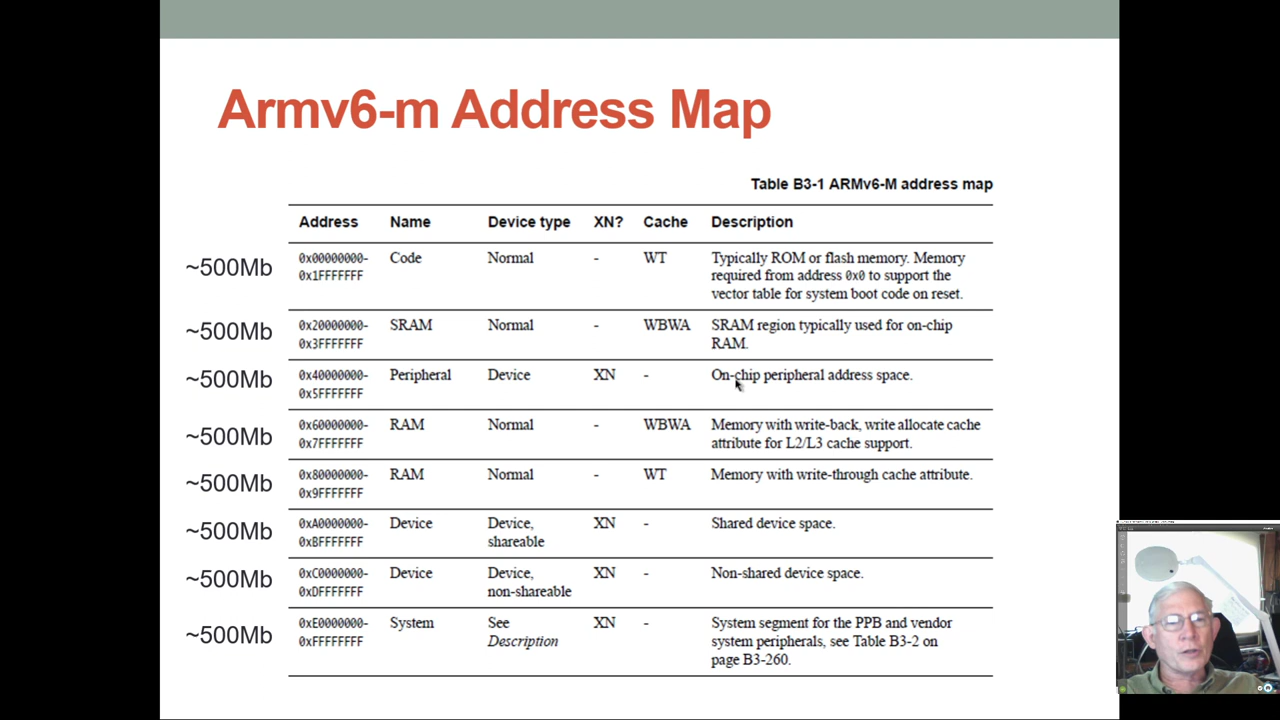 Armv6-m Address Map
Table B3-1 ARMv6-M address map
Address Name Device type XN? Cache Description
~500Mb 0x00000000- Code Normal - WT Typically ROM or flash memory. Memory
0x1FFFFFFF required from address 0x0 to support the
vector table for system boot code on reset.
~500Mb 0x20000000- SRAM Normal - WBWA SRAM region typically used for on-chip
0x3FFFFFFF RAM.
~500Mb 0x40000000- Peripheral Device XN - On-chip peripheral address space.
0x5FFFFFFF
~500Mb 0x60000000- RAM Normal - WBWA Memory with write-back, write allocate cache
0x7FFFFFFF attribute for L2/L3 cache support.
~500Mb 0x80000000- RAM Normal - WT Memory with write-through cache attribute.
0x9FFFFFFF
~500Mb 0xA0000000- Device Device, XN - Shared device space.
0xBFFFFFFF shareable
~500Mb 0xC0000000- Device Device, XN - Non-shared device space.
0xDFFFFFFF non-shareable
~500Mb 0xE0000000- System See XN - System segment for the PPB and vendor
0xFFFFFFFF Description system peripherals, see Table B3-2 on
page B3-260.